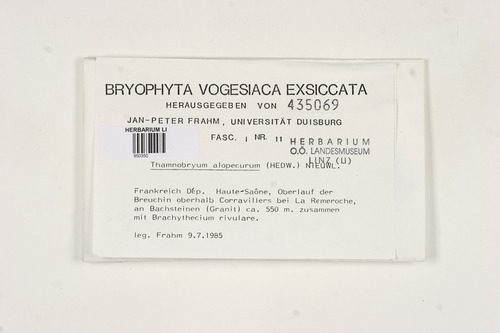 BRYOPHYTA VOGESIACA EXSICCATA
HERAUSGEGEBEN VON 435069
JAN-PETER FRAHM, UNIVERSITÄT DUISBURG
HERBARIUM LI
FASC. I NR. 11
HERBARIUM
O.Ö. LANDESMUSEUM
LINZ (LI)
Thamnobryum alopecurum (HEDW.) NIEUWL.
Frankreich Dép. Haute-Saône, Oberlauf der
Breuchin oberhalb Corravillers bei La Remeroche,
an Bachsteinen (Granit) ca. 550 m. zusammen
mit Brachythecium rivulare.
leg. Frahm 9.7.1985